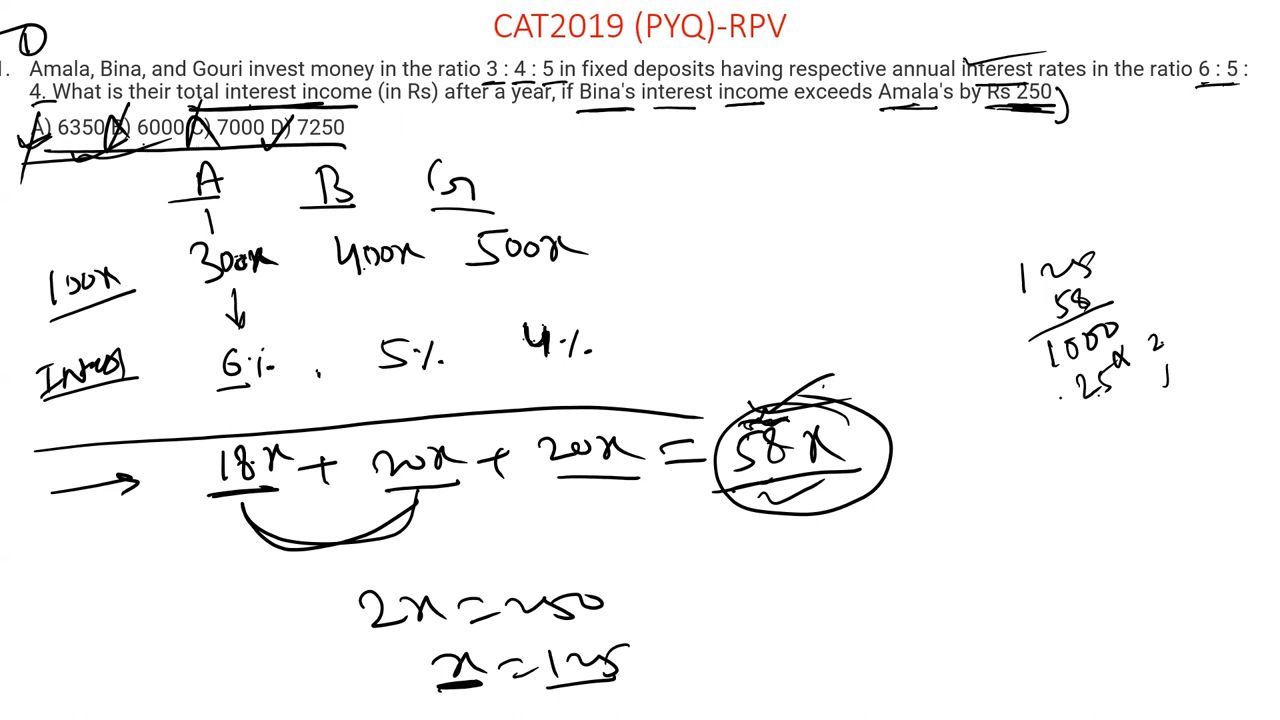 CAT2019 (PYQ)-RPV
1
1. Amala, Bina, and Gouri invest money in the ratio 3 : 4 : 5 in fixed deposits having respective annual interest rates in the ratio 6 : 5 :
4. What is their total interest income (in Rs) after a year, if Bina's interest income exceeds Amala's by Rs 250
A) 6350 B) 6000 C) 7000 D) 7250
A B G
100x 300x 400x 500x
6% , 5% 4%
18x + 20x + 20x = 58x
2x = 250
x = 125
125
58
1000
25 2